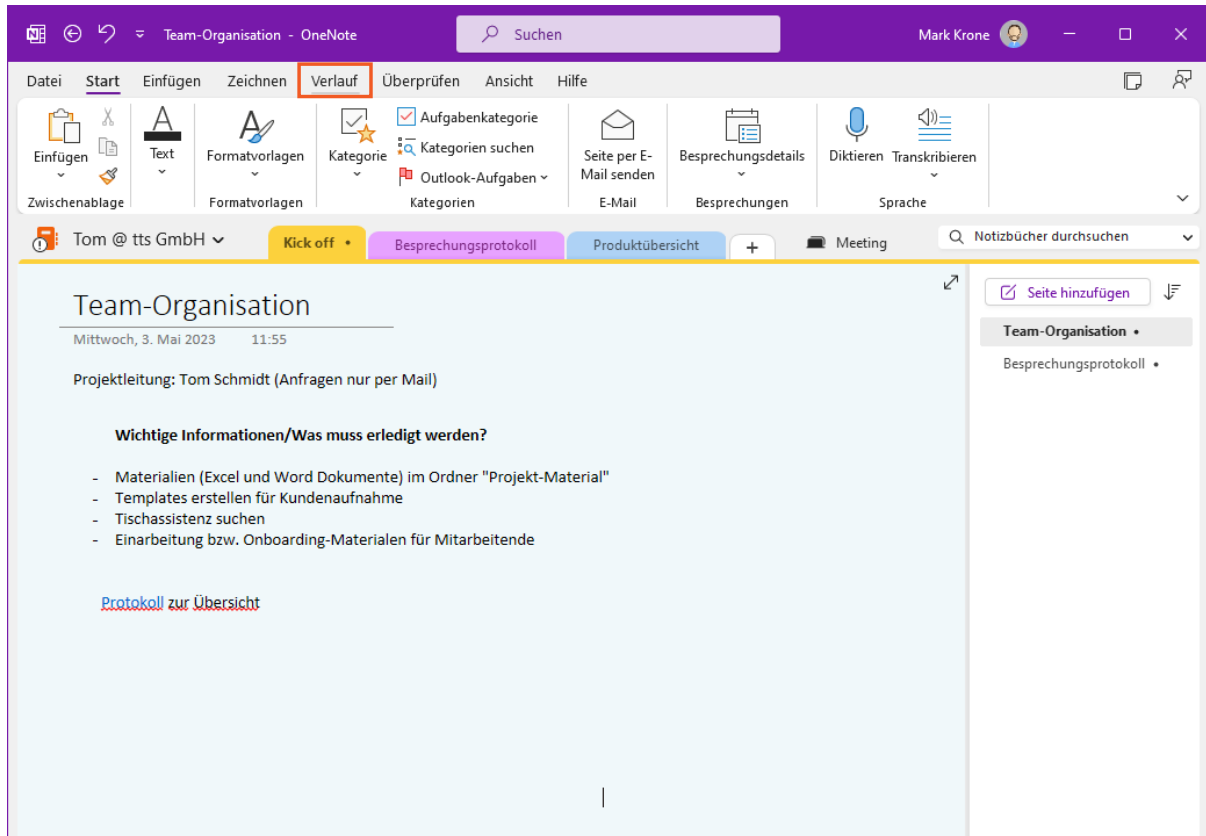 Team-Organisation - OneNote
Suchen
Mark Krone
Datei Start Einfügen Zeichnen Verlauf Überprüfen Ansicht Hilfe
Einfügen
Text
Formatvorlagen
Kategorie
Aufgabenkategorie
Kategorien suchen
Outlook-Aufgaben
Seite per E-
Mail senden
Besprechungsdetails
Diktieren Transkribieren
Zwischenablage Formatvorlagen Kategorien E-Mail Besprechungen Sprache
Tom @ tts GmbH Kick off • Besprechungsprotokoll Produktübersicht + Meeting Notizbücher durchsuchen
Team-Organisation
Mittwoch, 3. Mai 2023 11:55
Projektleitung: Tom Schmidt (Anfragen nur per Mail)
Wichtige Informationen/Was muss erledigt werden?
- Materialien (Excel und Word Dokumente) im Ordner "Projekt-Material"
- Templates erstellen für Kundenaufnahme
- Tischassistenz suchen
- Einarbeitung bzw. Onboarding-Materialen für Mitarbeitende
Protokoll zur Übersicht
Seite hinzufügen
Team-Organisation •
Besprechungsprotokoll •